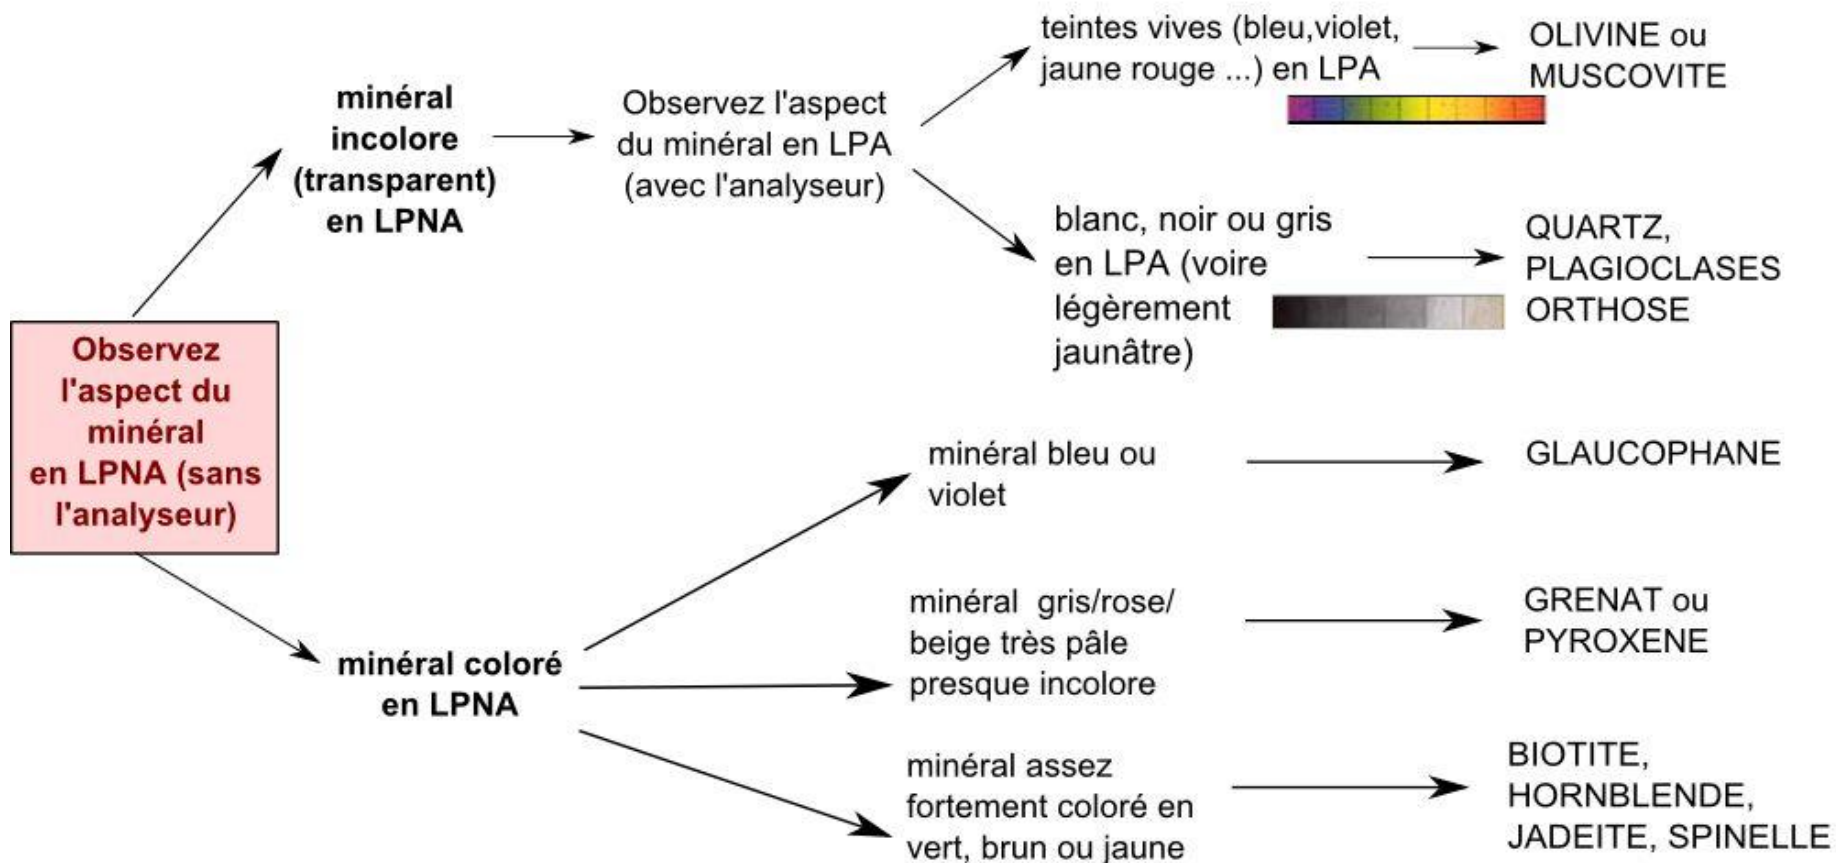 Observez
l'aspect du
minéral
en LPNA (sans
l'analyseur)
minéral
incolore
(transparent)
en LPNA
Observez l'aspect
du minéral en LPA
(avec l'analyseur)
teintes vives (bleu,violet,
jaune rouge ...) en LPA
OLIVINE ou
MUSCOVITE
blanc, noir ou gris
en LPA (voire
légèrement
jaunâtre)
QUARTZ,
PLAGIOCLASES
ORTHOSE
minéral coloré
en LPNA
minéral bleu ou
violet
GLAUCOPHANE
minéral gris/rose/
beige très pâle
presque incolore
GRENAT ou
PYROXENE
minéral assez
fortement coloré en
vert, brun ou jaune
BIOTITE,
HORNBLENDE,
JADEITE, SPINELLE